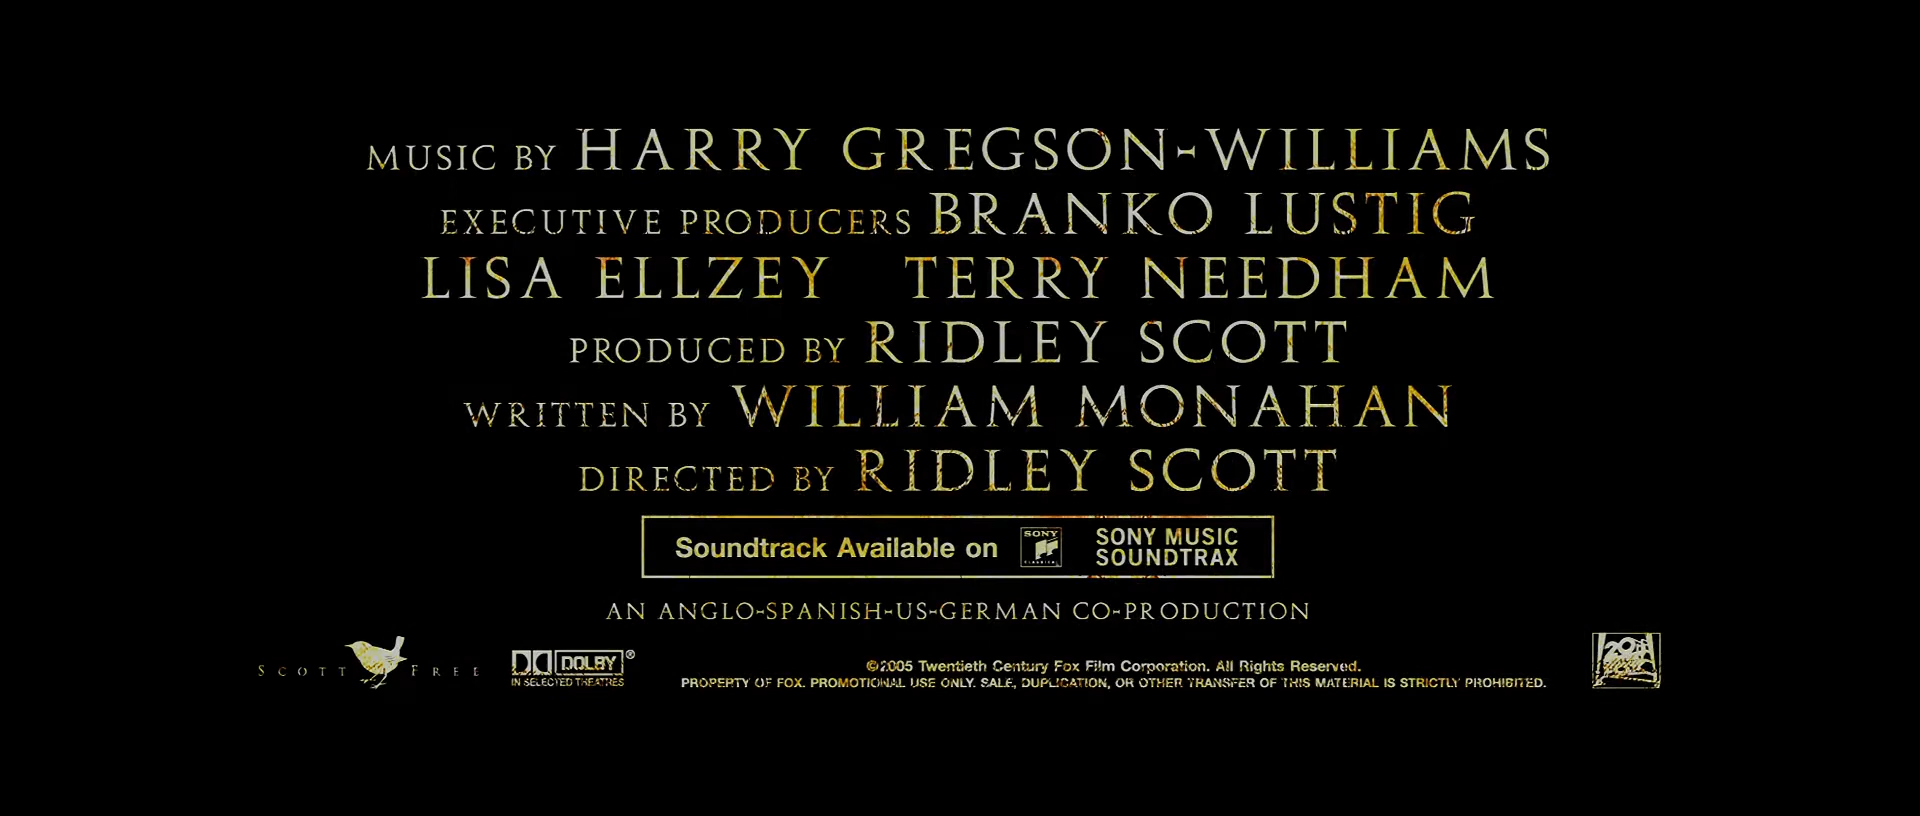 MUSIC BY HARRY GREGSON-WILLIAMS
EXECUTIVE PRODUCERS BRANKO LUSTIG
LISA ELLZEY TERRY NEEDHAM
PRODUCED BY RIDLEY SCOTT
WRITTEN BY WILLIAM MONAHAN
DIRECTED BY RIDLEY SCOTT
Soundtrack Available on SONY CLASSICAL SONY MUSIC
SOUNDTRAX
AN ANGLO-SPANISH-US-GERMAN CO-PRODUCTION
SCOTT FREE
DOLBY®
IN SELECTED THEATRES
©2005 Twentieth Century Fox Film Corporation. All Rights Reserved.
PROPERTY OF FOX. PROMOTIONAL USE ONLY. SALE, DUPLICATION, OR OTHER TRANSFER OF THIS MATERIAL IS STRICTLY PROHIBITED.
20th